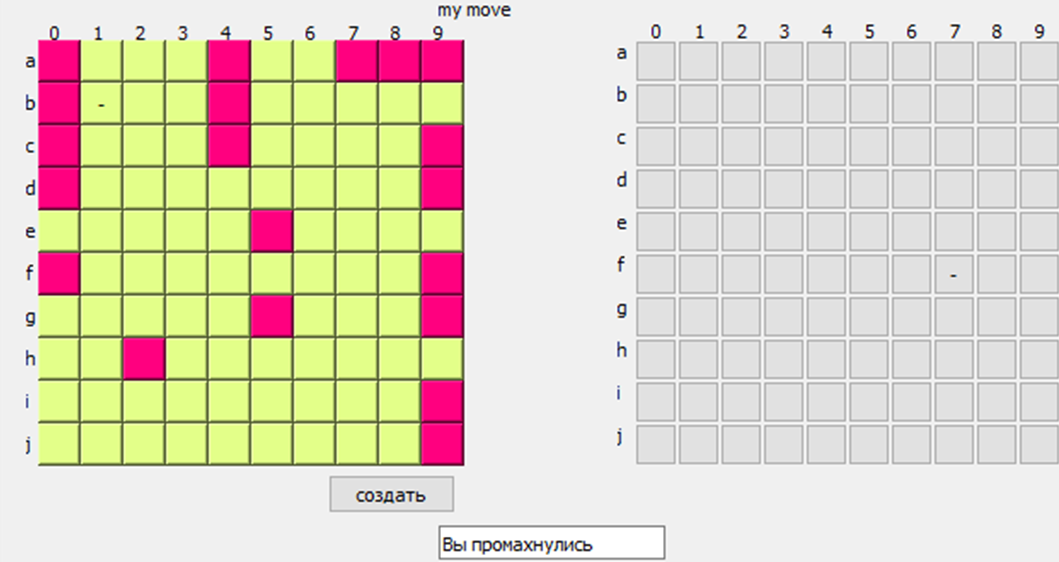 my move
0 1 2 3 4 5 6 7 8 9
a
b -
c
d
e
f
g
h
i
j
0 1 2 3 4 5 6 7 8 9
a
b
c
d
e
f -
g
h
i
j
создать
Вы промахнулись